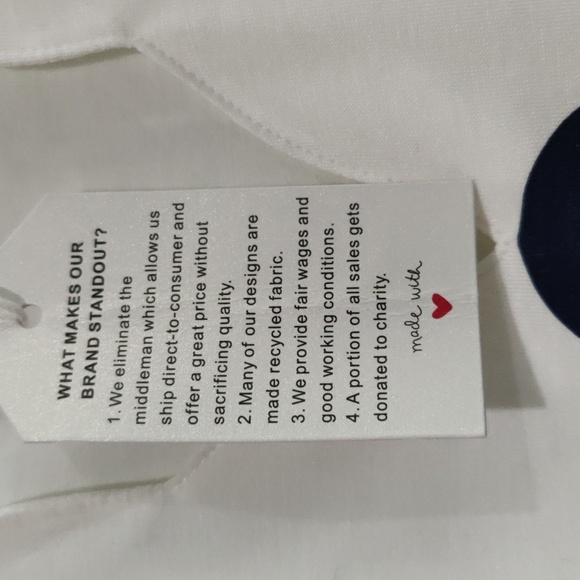 WHAT MAKES OUR
BRAND STANDOUT?
1. We eliminate the
middleman which allows us
ship direct-to-consumer and
offer a great price without
sacrificing quality.
2. Many of our designs are
made recycled fabric.
3. We provide fair wages and
good working conditions.
4. A portion of all sales gets
donated to charity.
made with